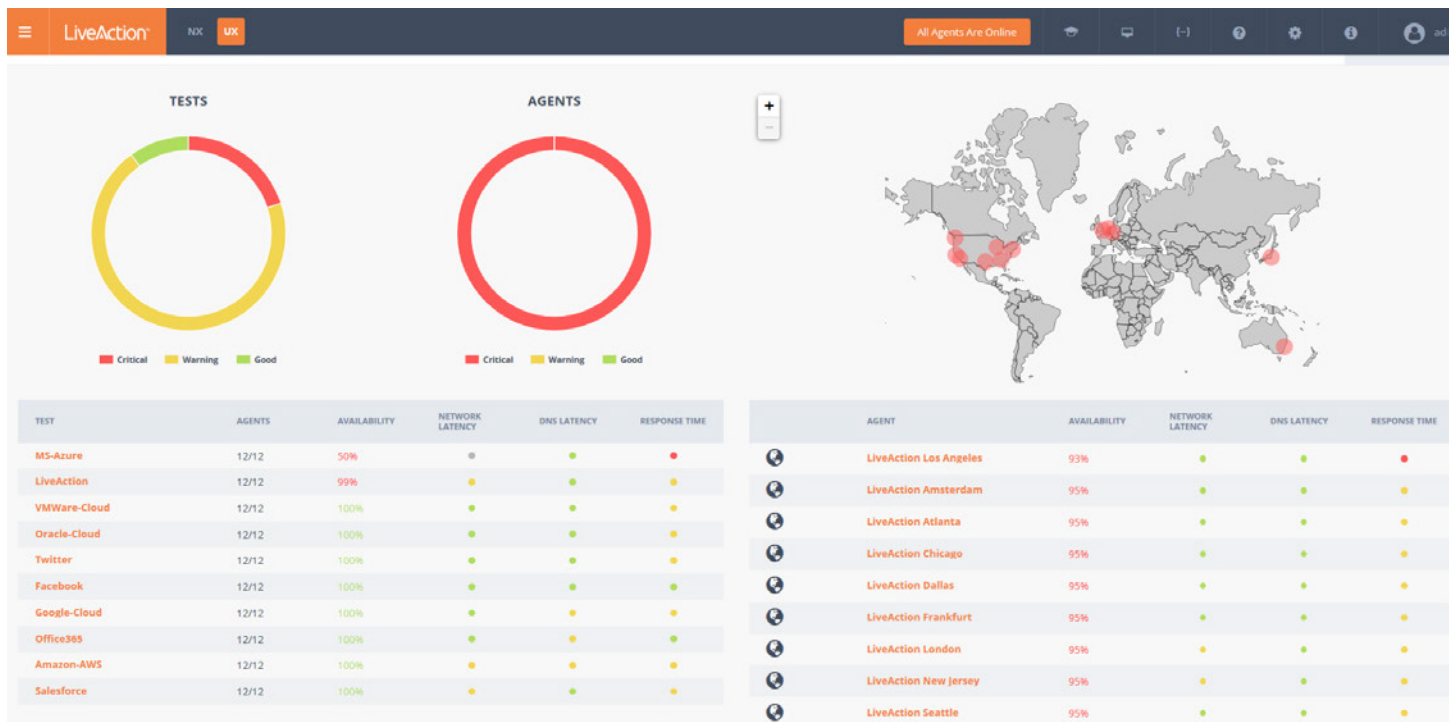 LiveAction
NX UX
All Agents Are Online
ad
TESTS
Critical Warning Good
AGENTS
Critical Warning Good
+
−
TEST AGENTS AVAILABILITY NETWORK LATENCY DNS LATENCY RESPONSE TIME
MS-Azure 12/12 50%
LiveAction 12/12 99%
VMWare-Cloud 12/12 100%
Oracle-Cloud 12/12 100%
Twitter 12/12 100%
Facebook 12/12 100%
Google-Cloud 12/12 100%
Office365 12/12 100%
Amazon-AWS 12/12 100%
Salesforce 12/12 100%
AGENT AVAILABILITY NETWORK LATENCY DNS LATENCY RESPONSE TIME
LiveAction Los Angeles 93%
LiveAction Amsterdam 95%
LiveAction Atlanta 95%
LiveAction Chicago 95%
LiveAction Dallas 95%
LiveAction Frankfurt 95%
LiveAction London 95%
LiveAction New Jersey 95%
LiveAction Seattle 95%